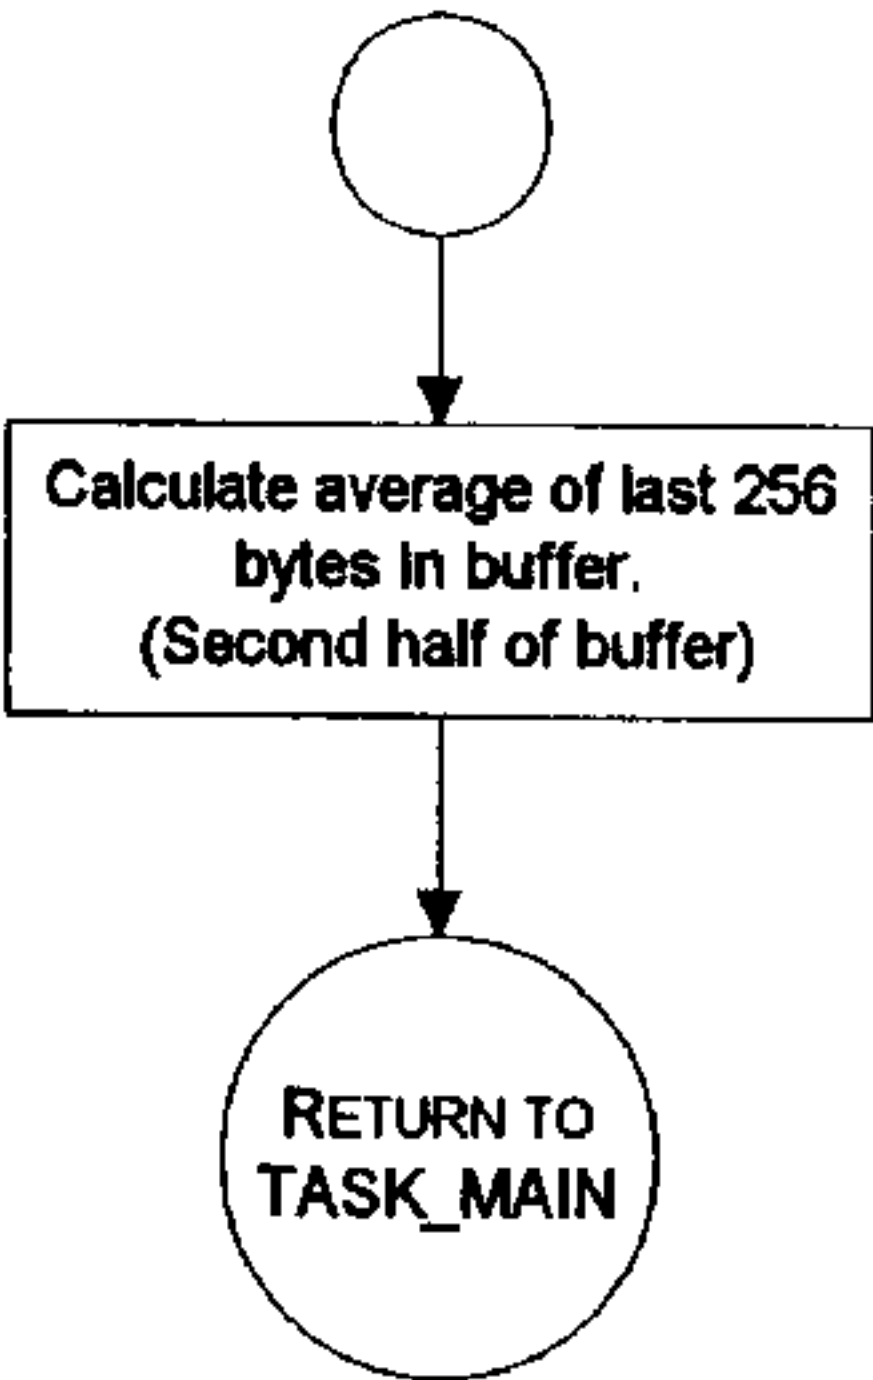 Calculate average of last 256
bytes in buffer.
(Second half of buffer)
RETURN TO
TASK_MAIN